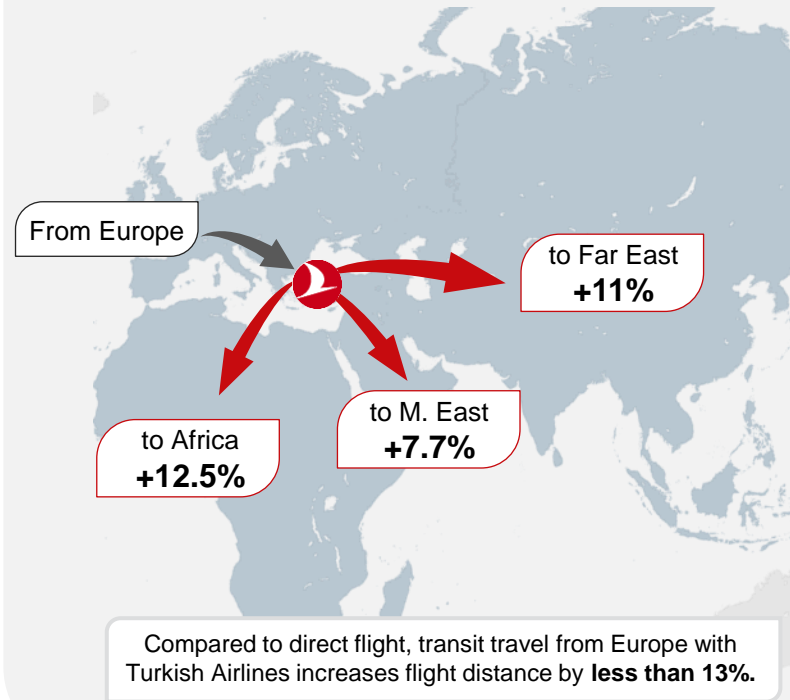 From Europe
to Far East
+11%
to M. East
+7.7%
to Africa
+12.5%
Compared to direct flight, transit travel from Europe with
Turkish Airlines increases flight distance by less than 13%.